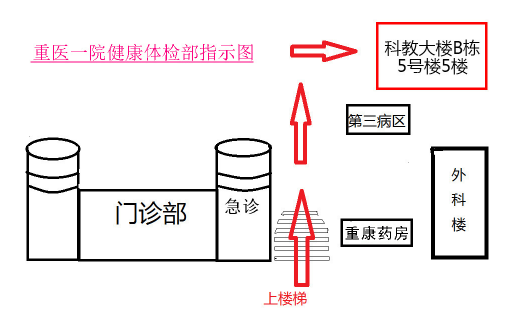 重医一院健康体检部指示图
科教大楼B栋
5号楼5楼
第三病区
外
科
楼
门诊部
急诊
重康药房
上楼梯